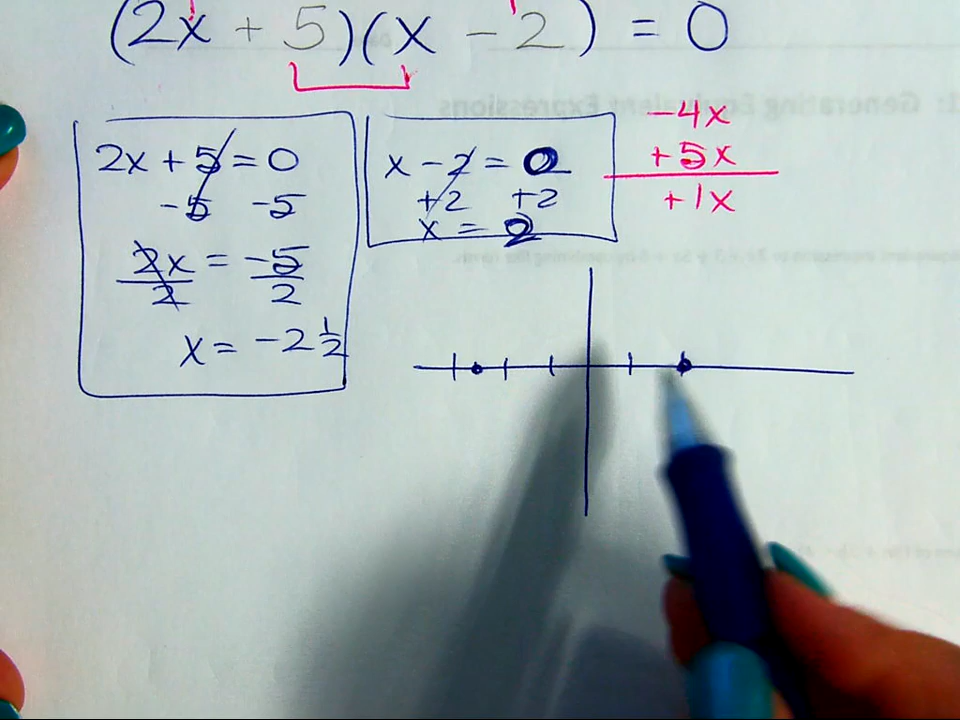 (2x + 5)(x - 2) = 0
2x + 5 = 0
-5 -5
2x = -5
2 2
x = -2 1/2
x - 2 = 0
+2 +2
x = 2
-4x
+5x
+1x
Generating Equivalent Expressions